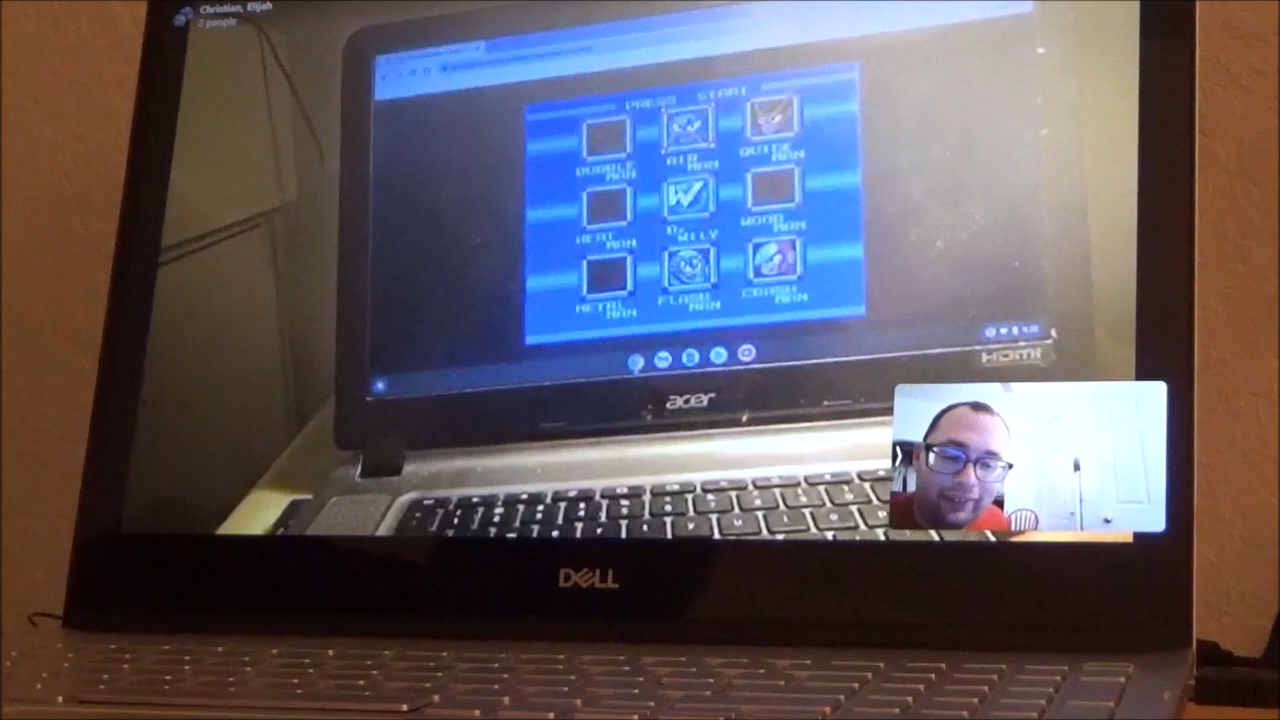 Christian, Elijah
2 people
PRESS START
BUBBLE MAN
AIR MAN
QUICK MAN
HEAT MAN
DR. WILY
WOOD MAN
METAL MAN
FLASH MAN
CRASH MAN
HDMI
acer
DELL